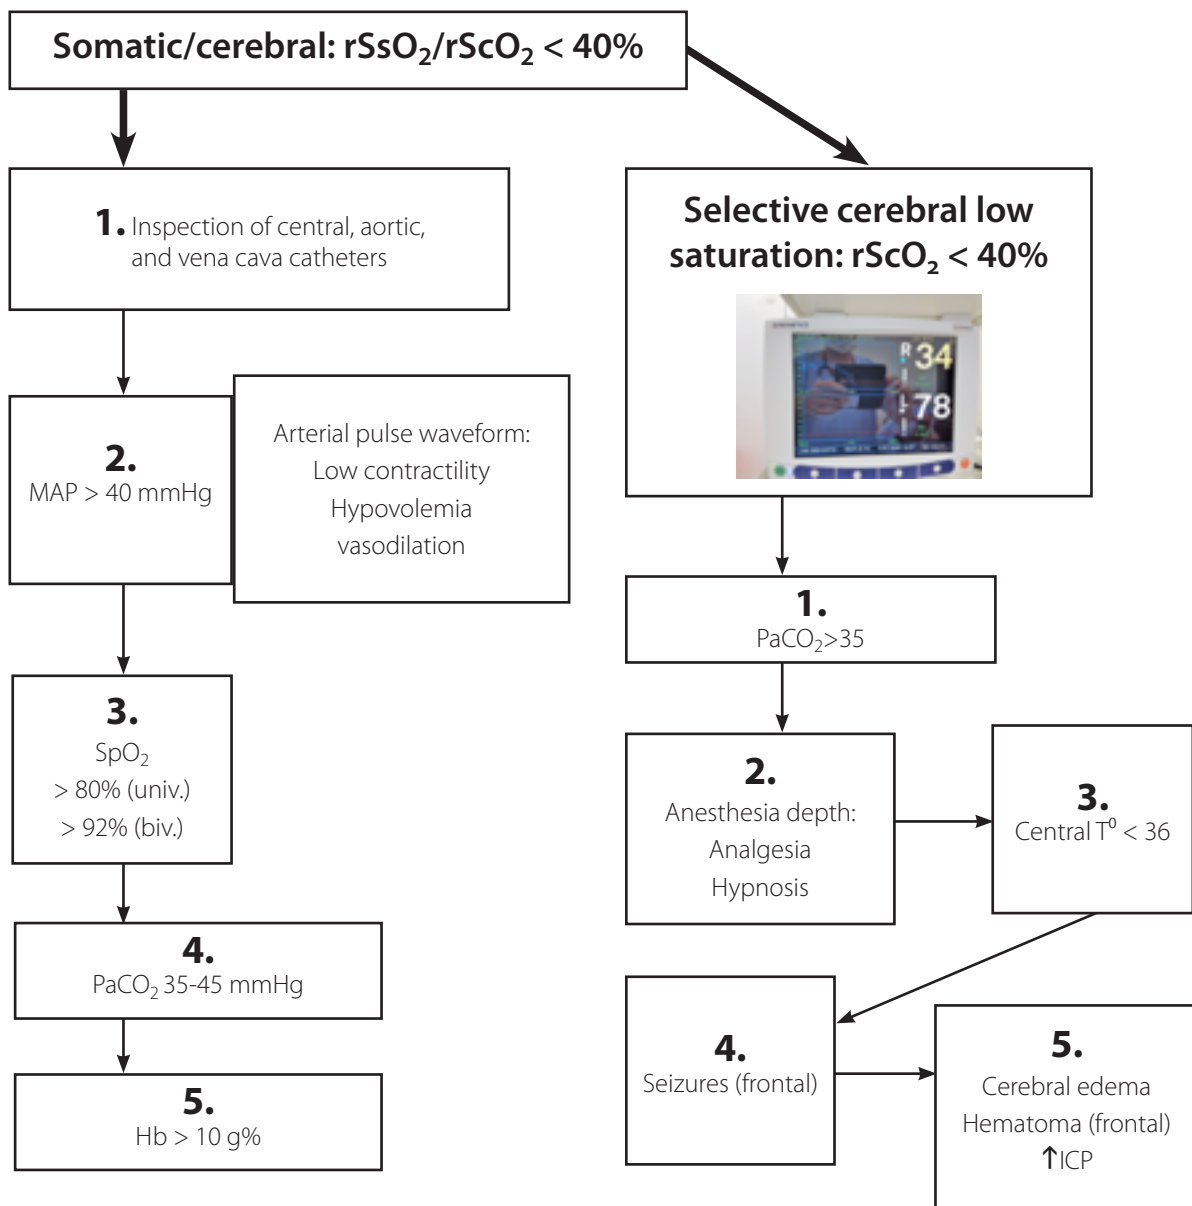 Somatic/cerebral: rSsO₂/rScO₂ < 40%
1. Inspection of central, aortic,
and vena cava catheters
2.
MAP > 40 mmHg
Arterial pulse waveform:
Low contractility
Hypovolemia
vasodilation
3.
SpO₂
> 80% (univ.)
> 92% (biv.)
4.
PaCO₂ 35-45 mmHg
5.
Hb > 10 g%
Selective cerebral low
saturation: rScO₂ < 40%
R 34
L 78
1.
PaCO₂>35
2.
Anesthesia depth:
Analgesia
Hypnosis
3.
Central T⁰ < 36
4.
Seizures (frontal)
5.
Cerebral edema
Hematoma (frontal)
↑ICP